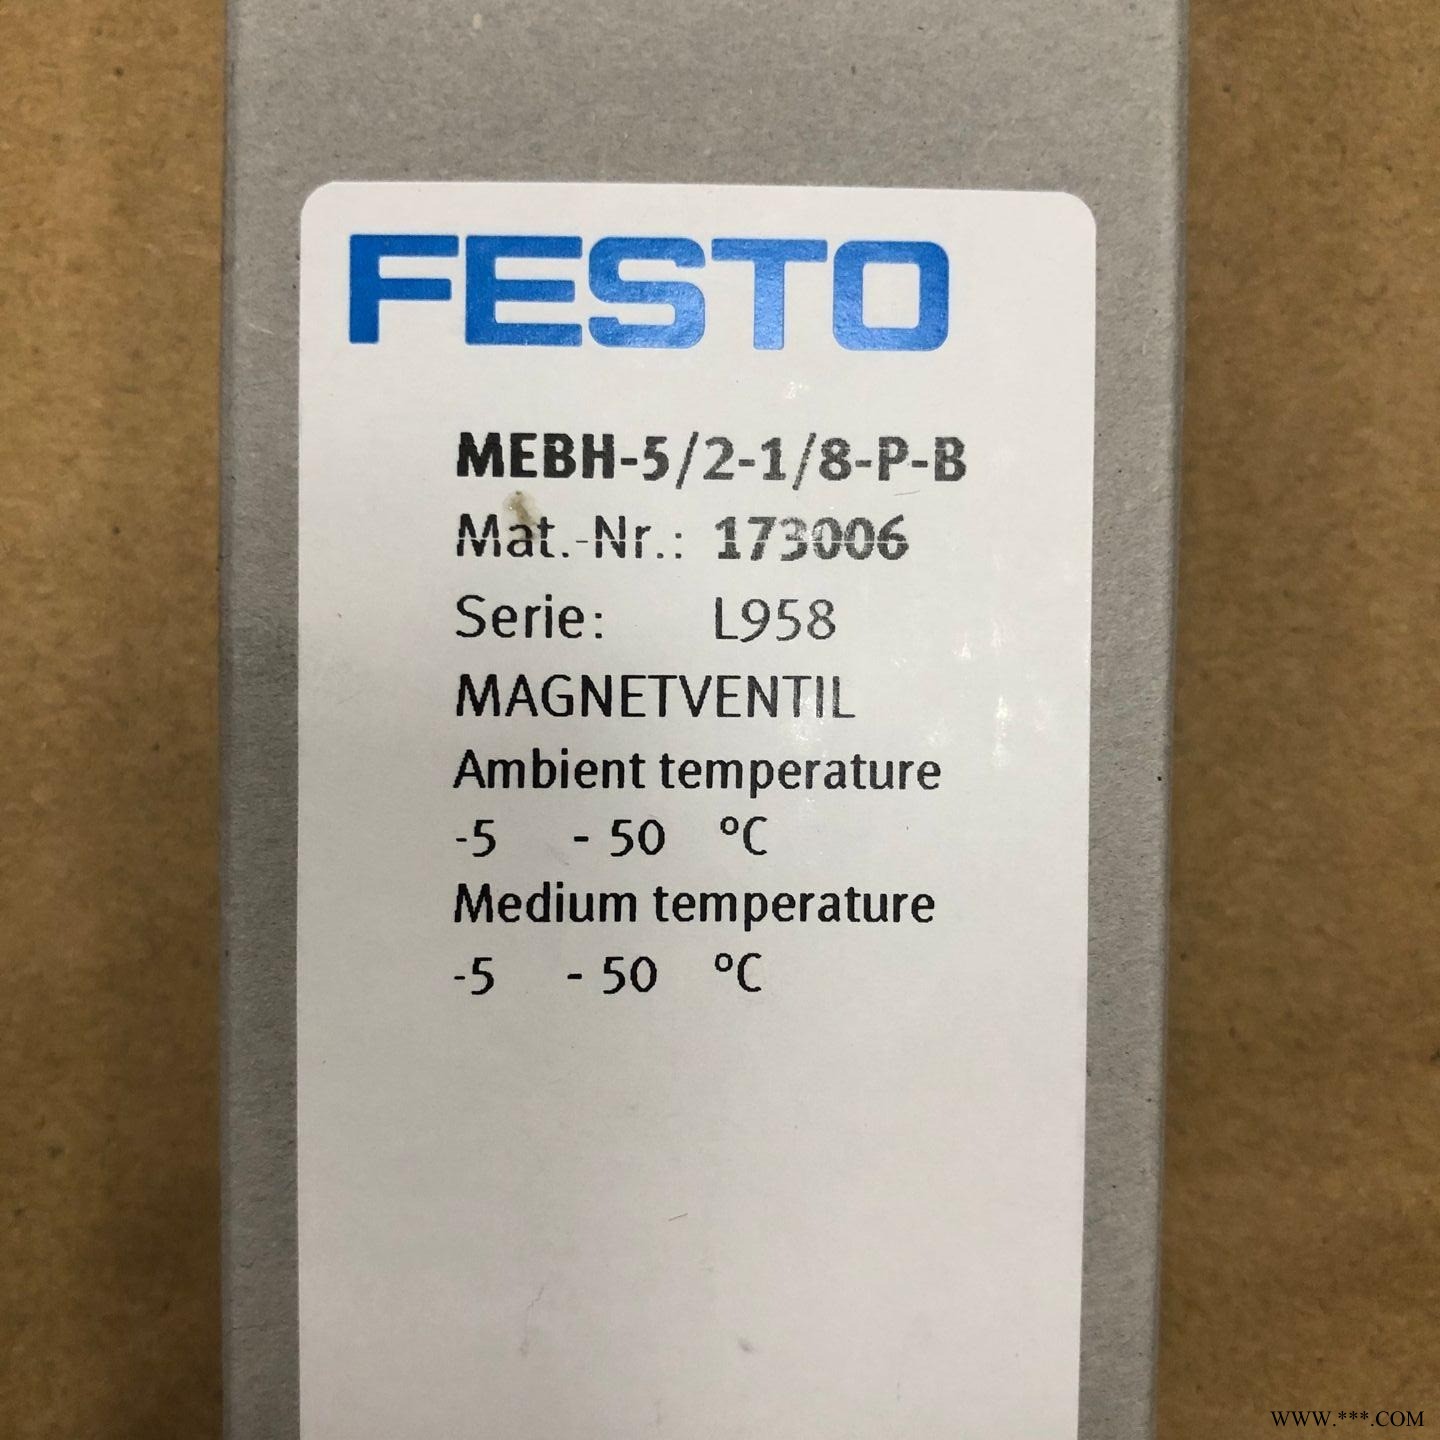 FESTO
MEBH-5/2-1/8-P-B
Mat.-Nr.: 173006
Serie: L958
MAGNETVENTIL
Ambient temperature
-5 - 50 °C
Medium temperature
-5 - 50 °C
WWW.***.COM